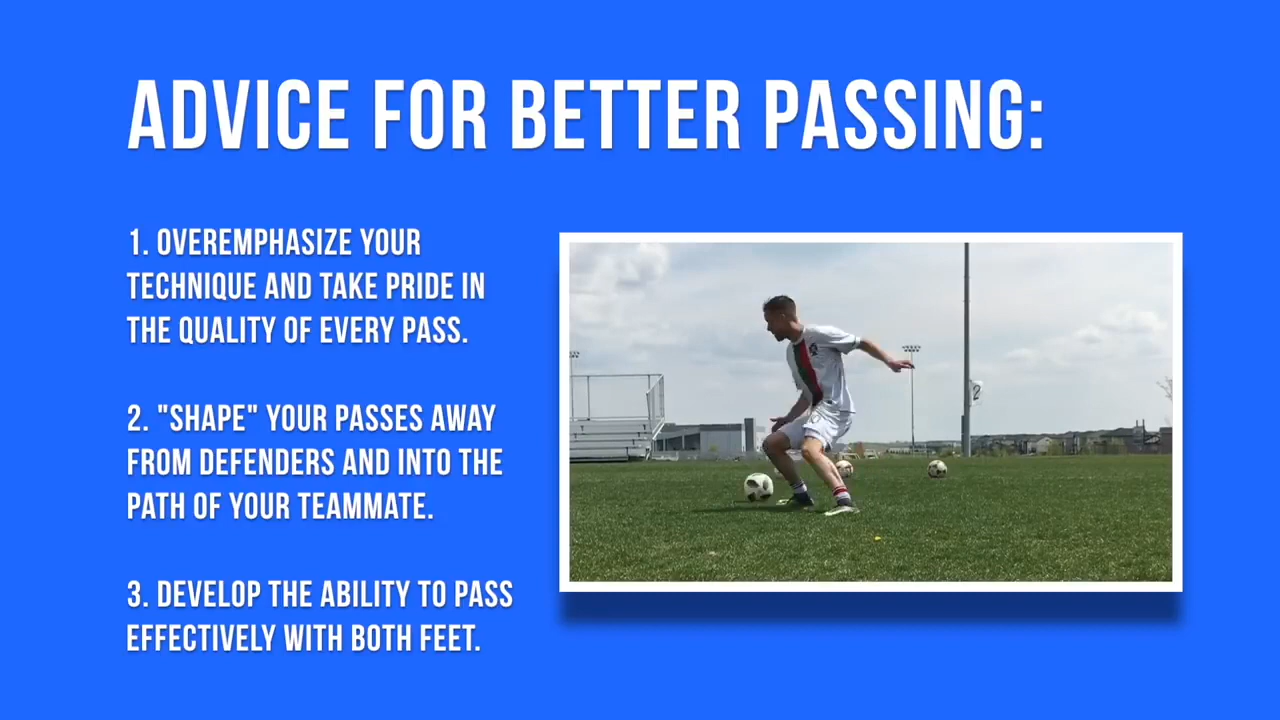 ADVICE FOR BETTER PASSING:
1. OVEREMPHASIZE YOUR
TECHNIQUE AND TAKE PRIDE IN
THE QUALITY OF EVERY PASS.
2. "SHAPE" YOUR PASSES AWAY
FROM DEFENDERS AND INTO THE
PATH OF YOUR TEAMMATE.
3. DEVELOP THE ABILITY TO PASS
EFFECTIVELY WITH BOTH FEET.
2